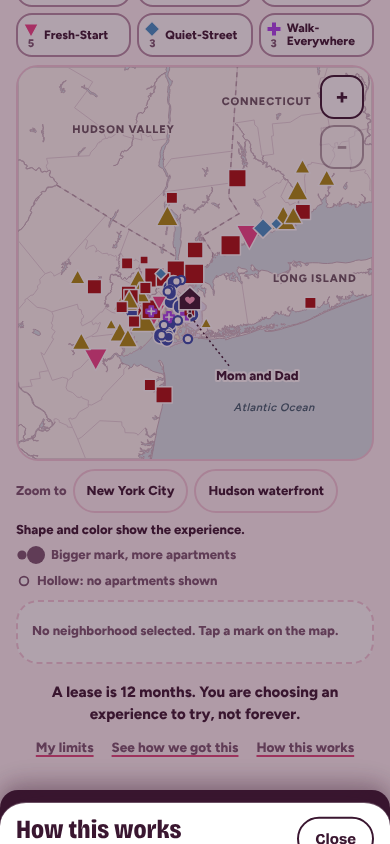 Fresh-Start
5
Quiet-Street
3
Walk-
Everywhere
3
CONNECTICUT
+
HUDSON VALLEY
-
LONG ISLAND
Mom and Dad
Atlantic Ocean
Zoom to
New York City
Hudson waterfront
Shape and color show the experience.
Bigger mark, more apartments
Hollow: no apartments shown
No neighborhood selected. Tap a mark on the map.
A lease is 12 months. You are choosing an
experience to try, not forever.
My limits See how we got this How this works
How this works
Close